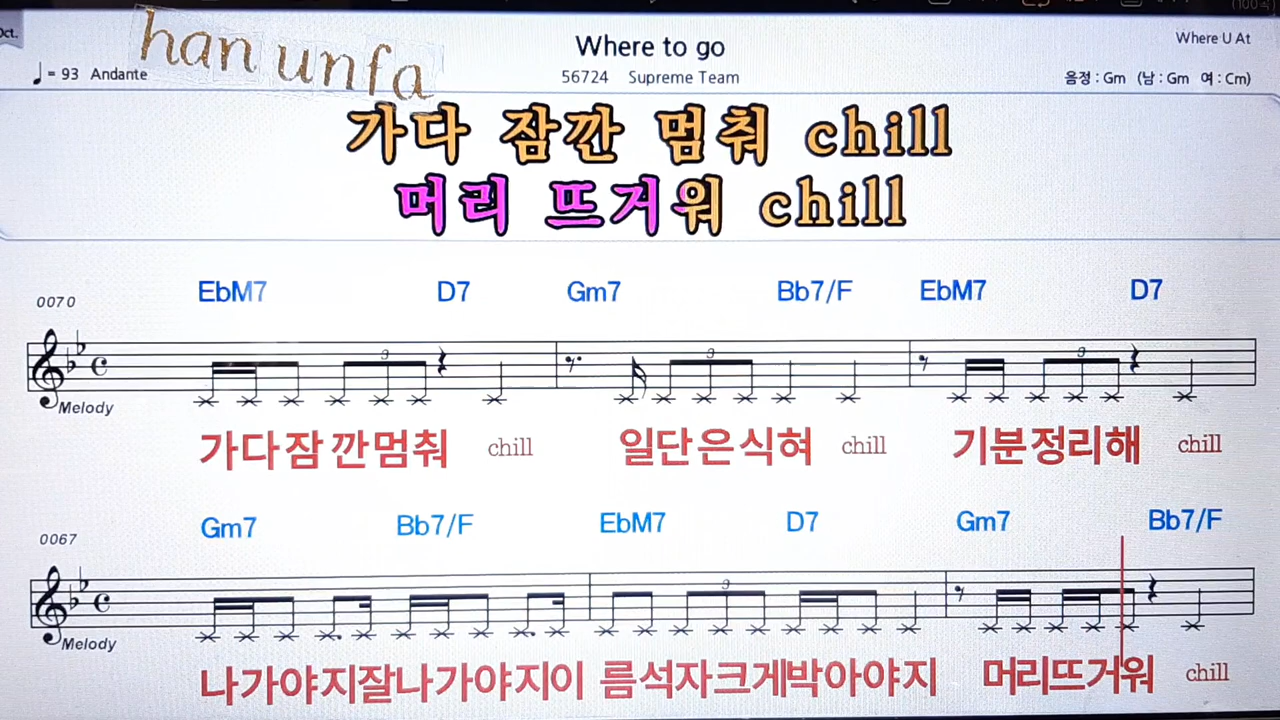 Oct.
han unfa
Where to go
Where U At
= 93 Andante
56724 Supreme Team
음정 : Gm (남 : Gm 여 : Cm)
가다 잠깐 멈춰 chill
머리 뜨거워 chill
0070
EbM7 D7 Gm7 Bb7/F EbM7 D7
3 3 3
Melody
가다잠깐멈춰 chill 일단은식혀 chill 기분정리해 chill
0067
Gm7 Bb7/F EbM7 D7 Gm7 Bb7/F
3
Melody
나가야지잘나가야지이 름석자크게박아야지 머리뜨거워 chill